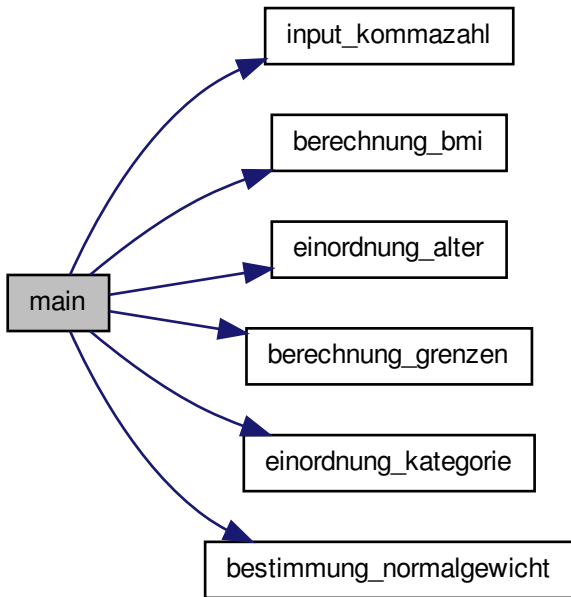 input_kommazahl
berechnung_bmi
einordnung_alter
main
berechnung_grenzen
einordnung_kategorie
bestimmung_normalgewicht